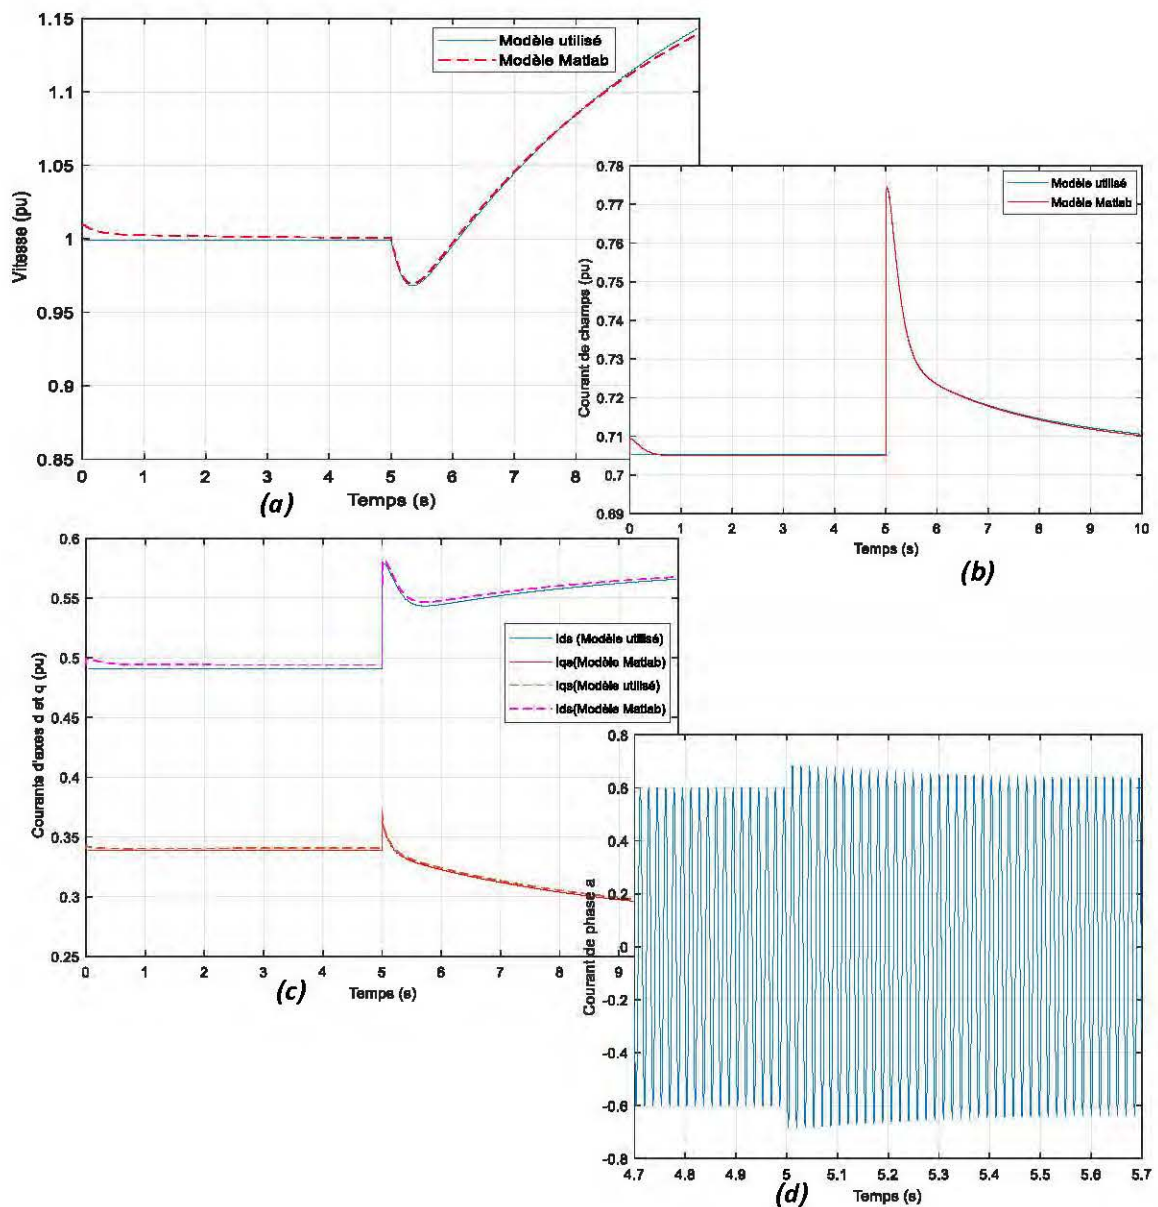 1.15
1.1
1.05
1
0.95
0.9
0.85
Vitesse (pu)
Modèle utilisé
Modèle Matlab
0 1 2 3 4 5 6 7 8
Temps (s)
(a)
0.78
0.77
0.76
0.75
0.74
0.73
0.72
0.71
0.7
0.69
Courant de champs (pu)
Modèle utilisé
Modèle Matlab
0 1 2 3 4 5 6 7 8 9 10
Temps (s)
(b)
0.6
0.55
0.5
0.45
0.4
0.35
0.3
0.25
Courants d'axes d et q (pu)
Ids (Modèle utilisé)
Iqs(Modèle Matlab)
Iqs(Modèle utilisé)
Ids(Modèle Matlab)
0 1 2 3 4 5 6 7 8 9
Temps (s)
(c)
0.8
0.6
0.4
0.2
0
-0.2
-0.4
-0.6
-0.8
Courant de phase a
4.7 4.8 4.9 5 5.1 5.2 5.3 5.4 5.5 5.6 5.7
Temps (s)
(d)